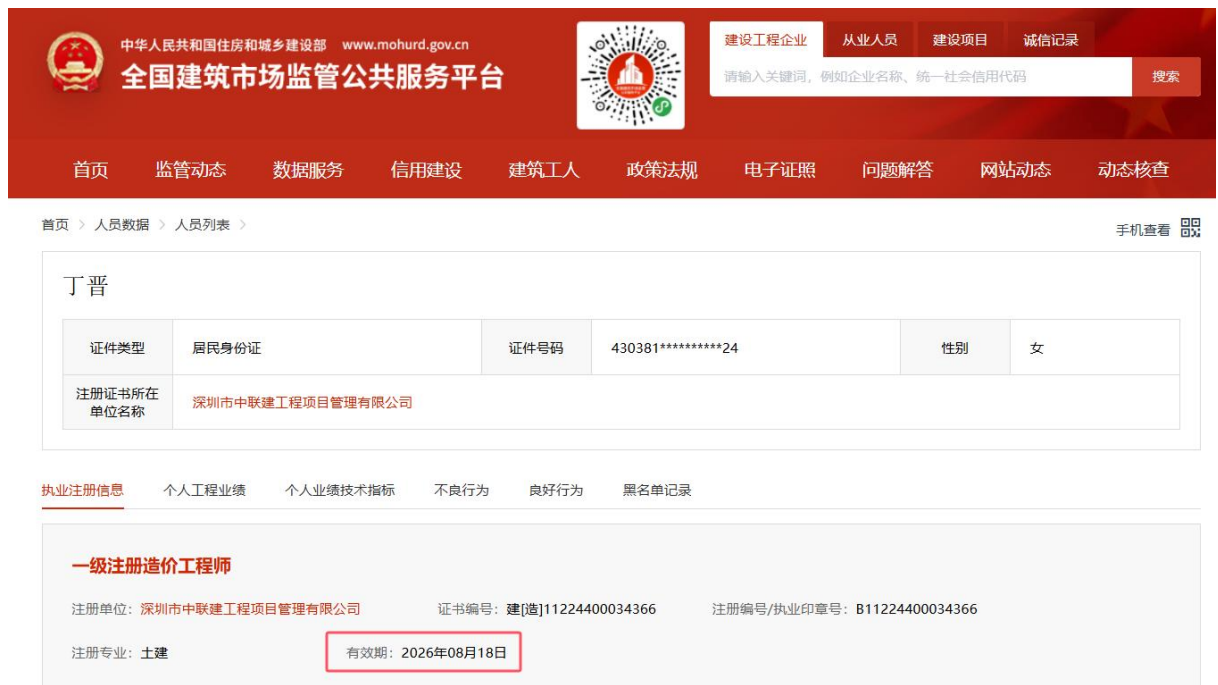 中华人民共和国住房和城乡建设部 www.mohurd.gov.cn
全国建筑市场监管公共服务平台
建设工程企业 从业人员 建设项目 诚信记录
请输入关键词，例如企业名称、统一社会信用代码 搜索
首页 监管动态 数据服务 信用建设 建筑工人 政策法规 电子证照 问题解答 网站动态 动态核查
首页 > 人员数据 > 人员列表 >
手机查看
丁晋
证件类型 居民身份证 证件号码 430381**********24 性别 女
注册证书所在
单位名称
深圳市中联建工程项目管理有限公司
执业注册信息 个人工程业绩 个人业绩技术指标 不良行为 良好行为 黑名单记录
一级注册造价工程师
注册单位：深圳市中联建工程项目管理有限公司 证书编号：建[造]11224400034366 注册编号/执业印章号：B11224400034366
注册专业：土建 有效期：2026年08月18日